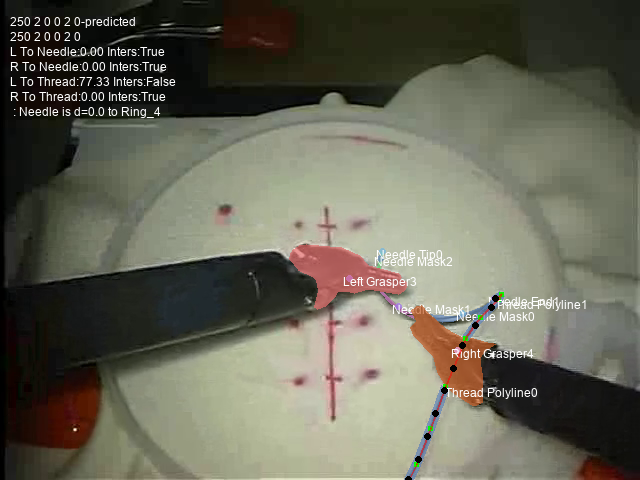 250 2 0 0 2 0-predicted
250 2 0 0 2 0
L To Needle:0.00 Inters:True
R To Needle:0.00 Inters:True
L To Thread:77.33 Inters:False
R To Thread:0.00 Inters:True
: Needle is d=0.0 to Ring_4
Needle Tip0
Needle Mask2
Left Grasper3
Needle End1
Thread Polyline1
Needle Mask1
Needle Mask0
Right Grasper4
Thread Polyline0